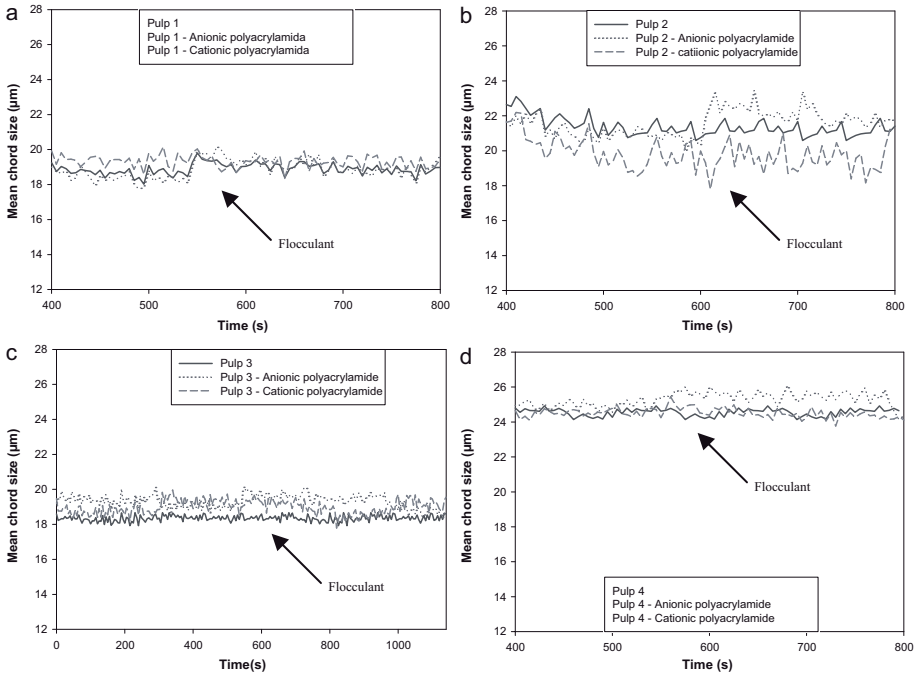 a
28
26
24
22
20
18
16
14
12
Mean chord size (µm)
Pulp 1
Pulp 1 - Anionic polyacrylamida
Pulp 1 - Cationic polyacrylamida
Flocculant
400 500 600 700 800
Time (s)
b
28
26
24
22
20
18
16
14
12
Mean chord size (µm)
Pulp 2
Pulp 2 - Anionic polyacrylamide
Pulp 2 - catiionic polyacrylamide
Flocculant
400 500 600 700 800
Time (s)
c
28
26
24
22
20
18
16
14
12
Mean chord size (µm)
Pulp 3
Pulp 3 - Anionic polyacrylamide
Pulp 3 - Cationic polyacrylamide
Flocculant
0 200 400 600 800 1000
Time(s)
d
28
26
24
22
20
18
16
14
12
Mean chord size (µm)
Flocculant
Pulp 4
Pulp 4 - Anionic polyacrylamide
Pulp 4 - Cationic polyacrylamide
400 500 600 700 800
Time (s)